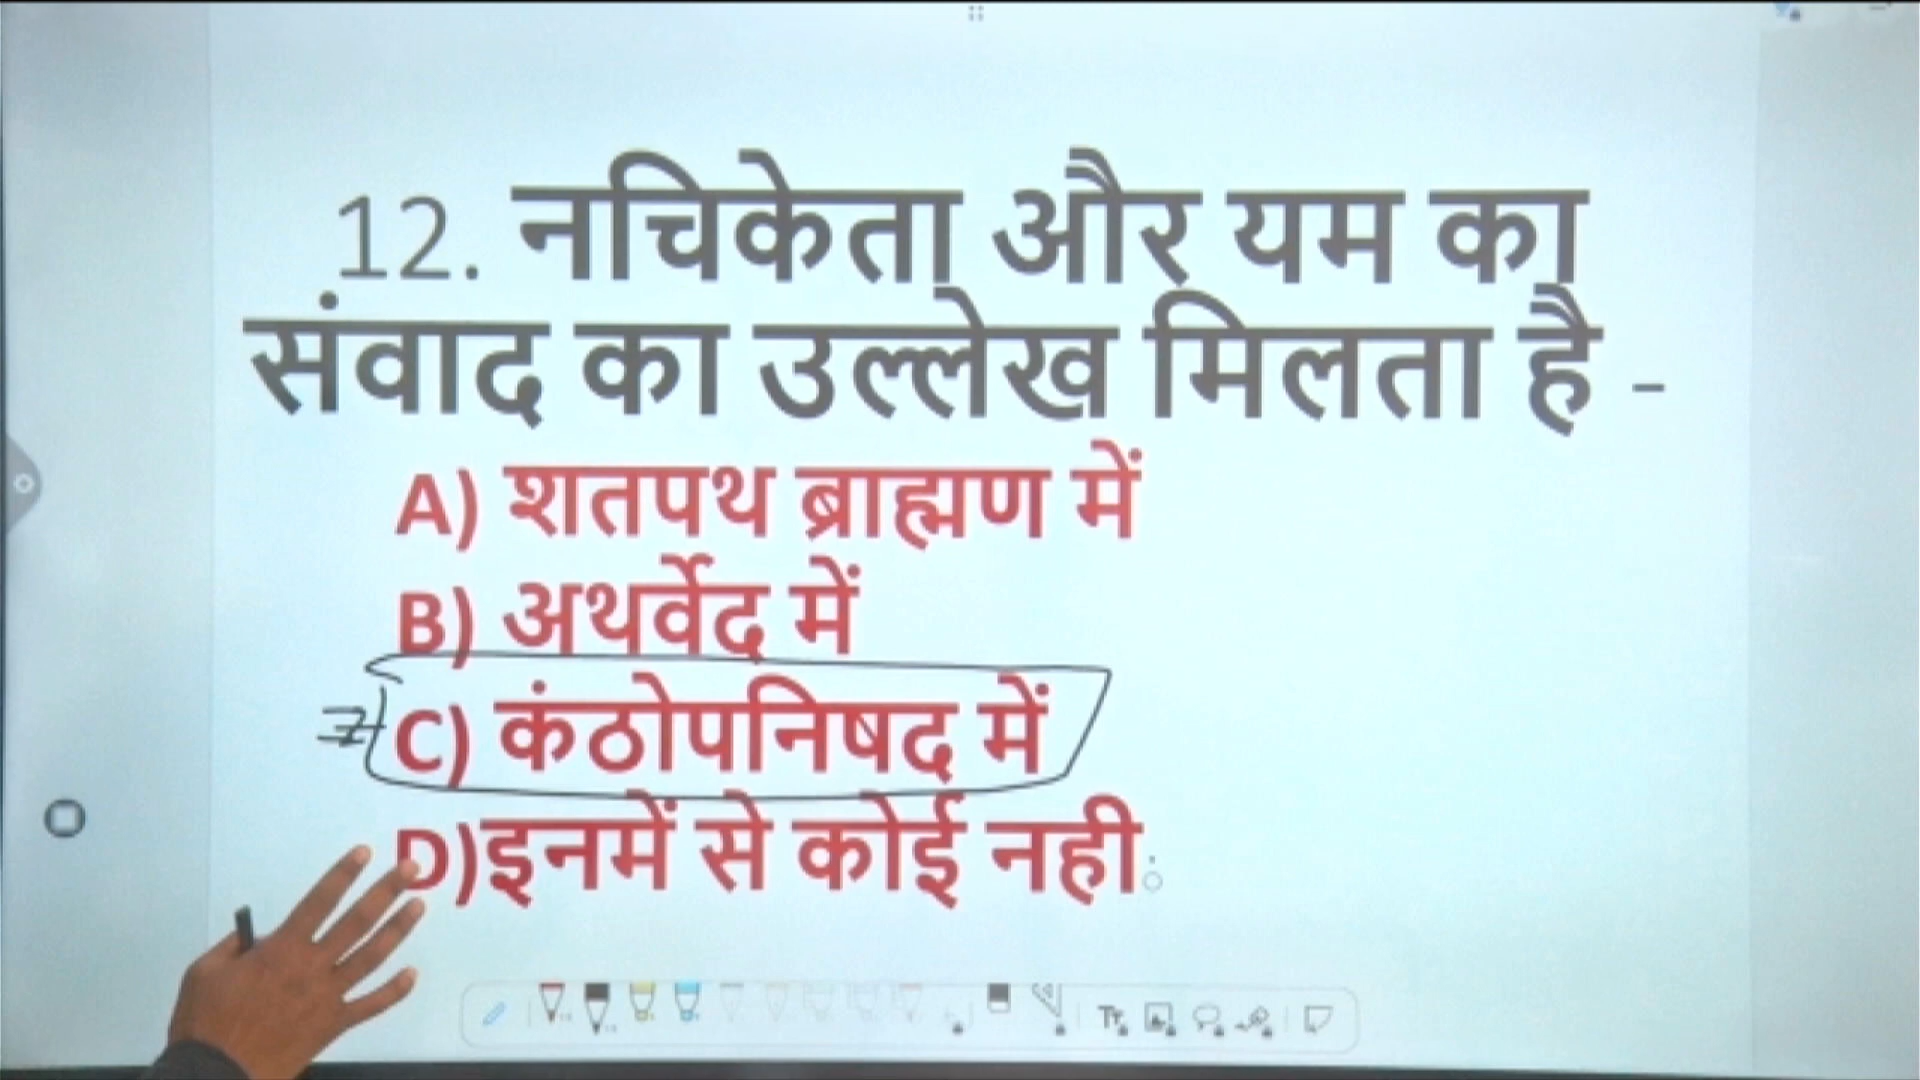 12. नचिकेता और यम का
संवाद का उल्लेख मिलता है -
A) शतपथ ब्राह्मण में
B) अथर्वेद में
C) कंठोपनिषद में
D)इनमें से कोई नही